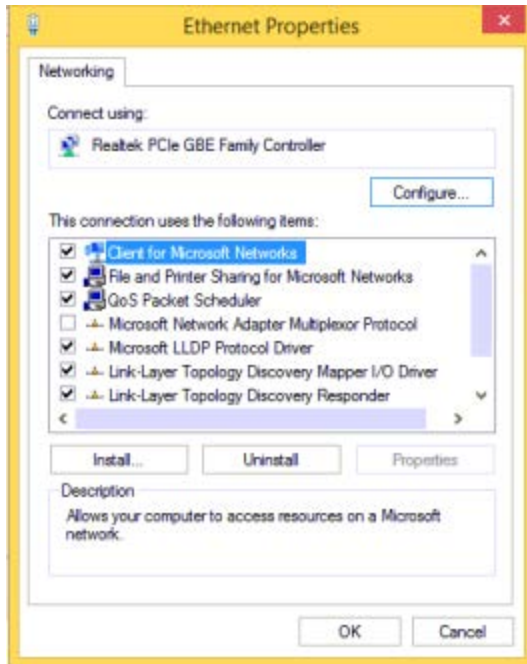 Ethernet Properties
Networking
Connect using:
Realtek PCIe GBE Family Controller
Configure...
This connection uses the following items:
Client for Microsoft Networks
File and Printer Sharing for Microsoft Networks
QoS Packet Scheduler
Microsoft Network Adapter Multiplexor Protocol
Microsoft LLDP Protocol Driver
Link-Layer Topology Discovery Mapper I/O Driver
Link-Layer Topology Discovery Responder
Install...
Uninstall
Properties
Description
Allows your computer to access resources on a Microsoft
network.
OK
Cancel